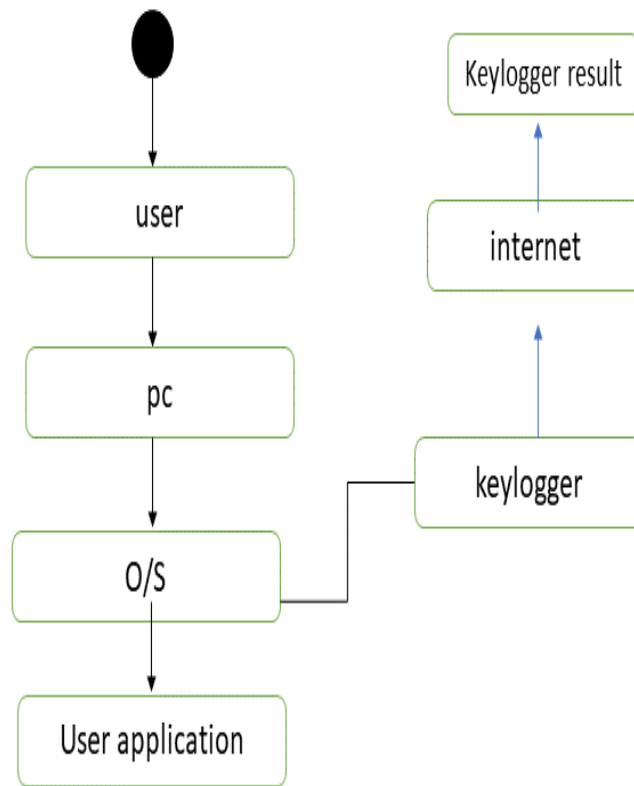 user
pc
O/S
User application
Keylogger result
internet
keylogger